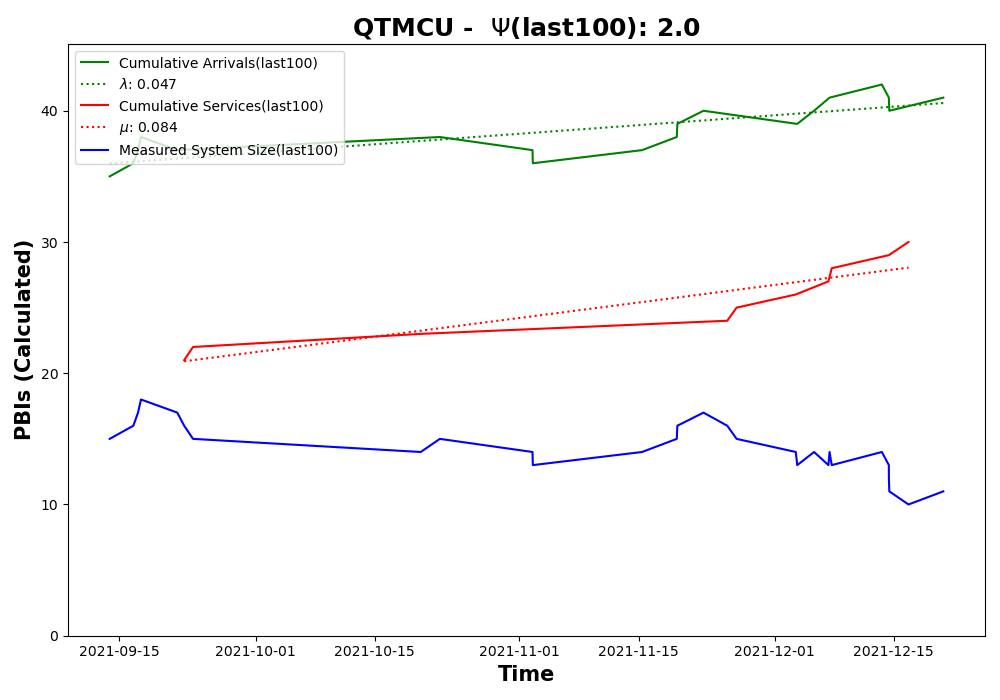 QTMCU -  Ψ(last100): 2.0
Cumulative Arrivals(last100)
λ: 0.047
Cumulative Services(last100)
μ: 0.084
Measured System Size(last100)
PBIs (Calculated)
40
30
20
10
0
2021-09-15 2021-10-01 2021-10-15 2021-11-01 2021-11-15 2021-12-01 2021-12-15
Time